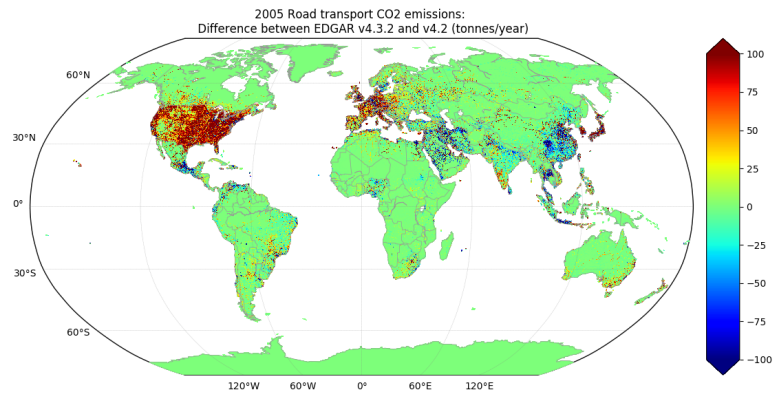 2005 Road transport CO2 emissions:
Difference between EDGAR v4.3.2 and v4.2 (tonnes/year)
60°N
30°N
0°
30°S
60°S
120°W 60°W 0° 60°E 120°E
100
75
50
25
0
−25
−50
−75
−100